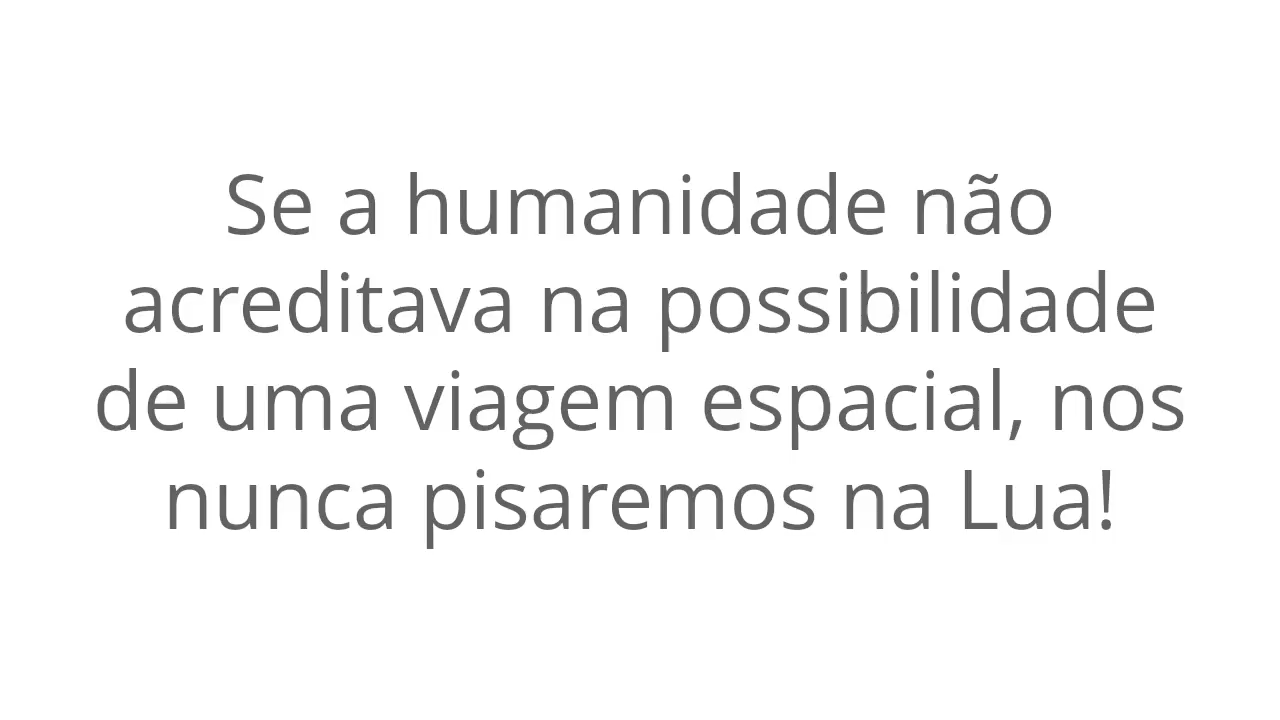 Se a humanidade não
acreditava na possibilidade
de uma viagem espacial, nos
nunca pisaremos na Lua!